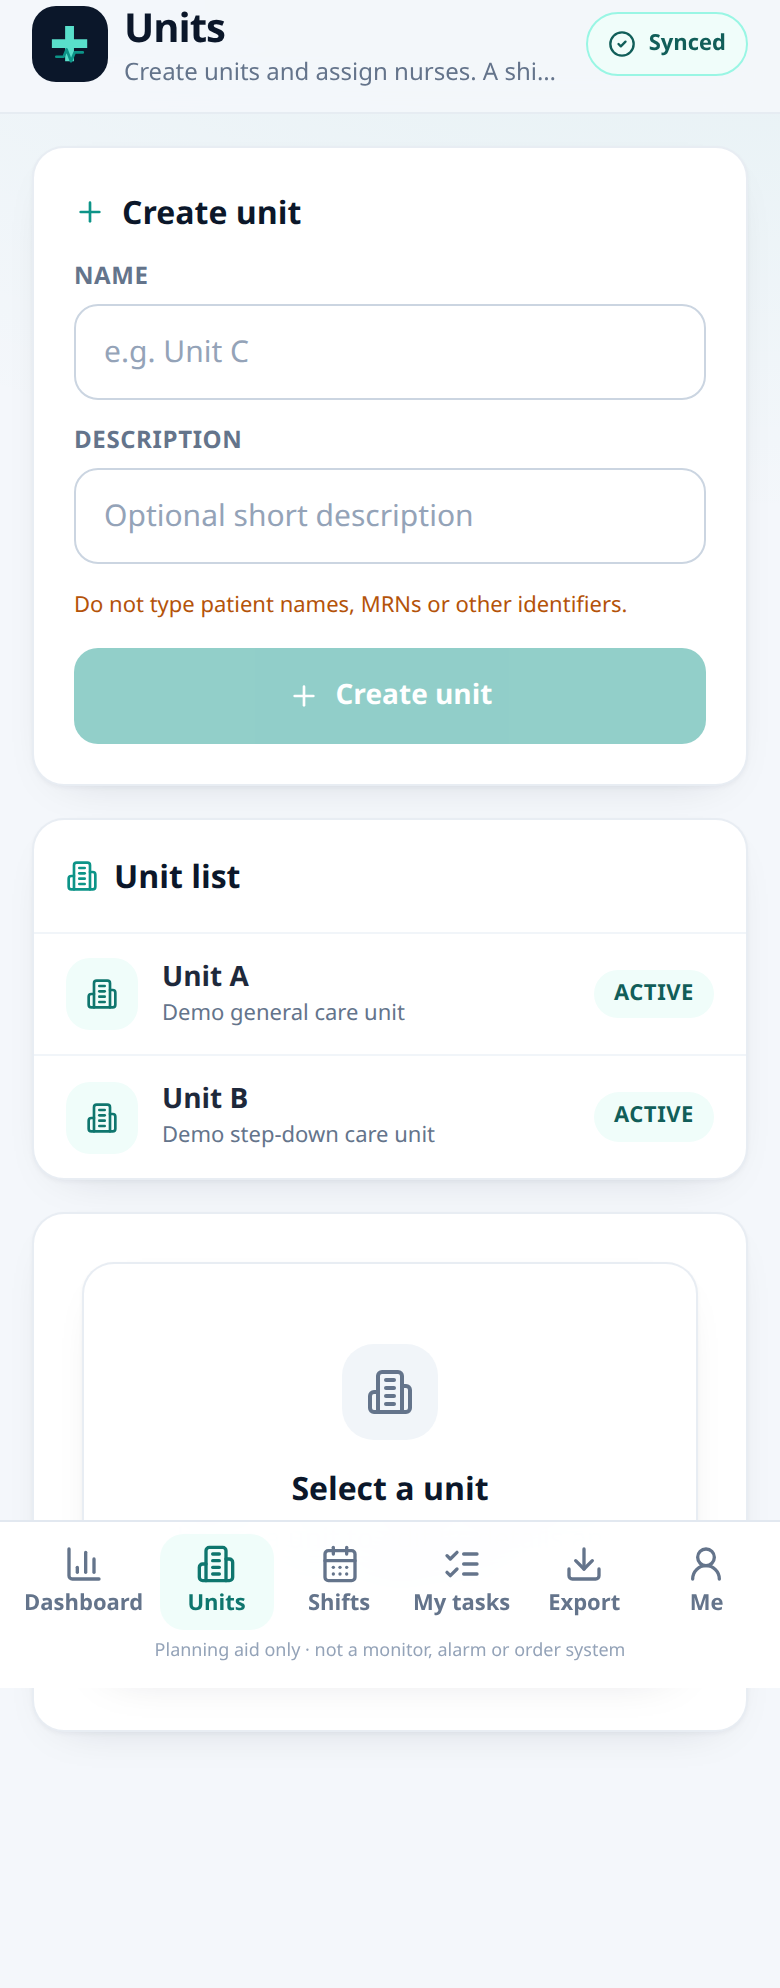 Units
Create units and assign nurses. A shi...
Synced
Create unit
NAME
e.g. Unit C
DESCRIPTION
Optional short description
Do not type patient names, MRNs or other identifiers.
Create unit
Unit list
Unit A
Demo general care unit
ACTIVE
Unit B
Demo step-down care unit
ACTIVE
Select a unit
Dashboard
Units
Shifts
My tasks
Export
Me
Planning aid only · not a monitor, alarm or order system